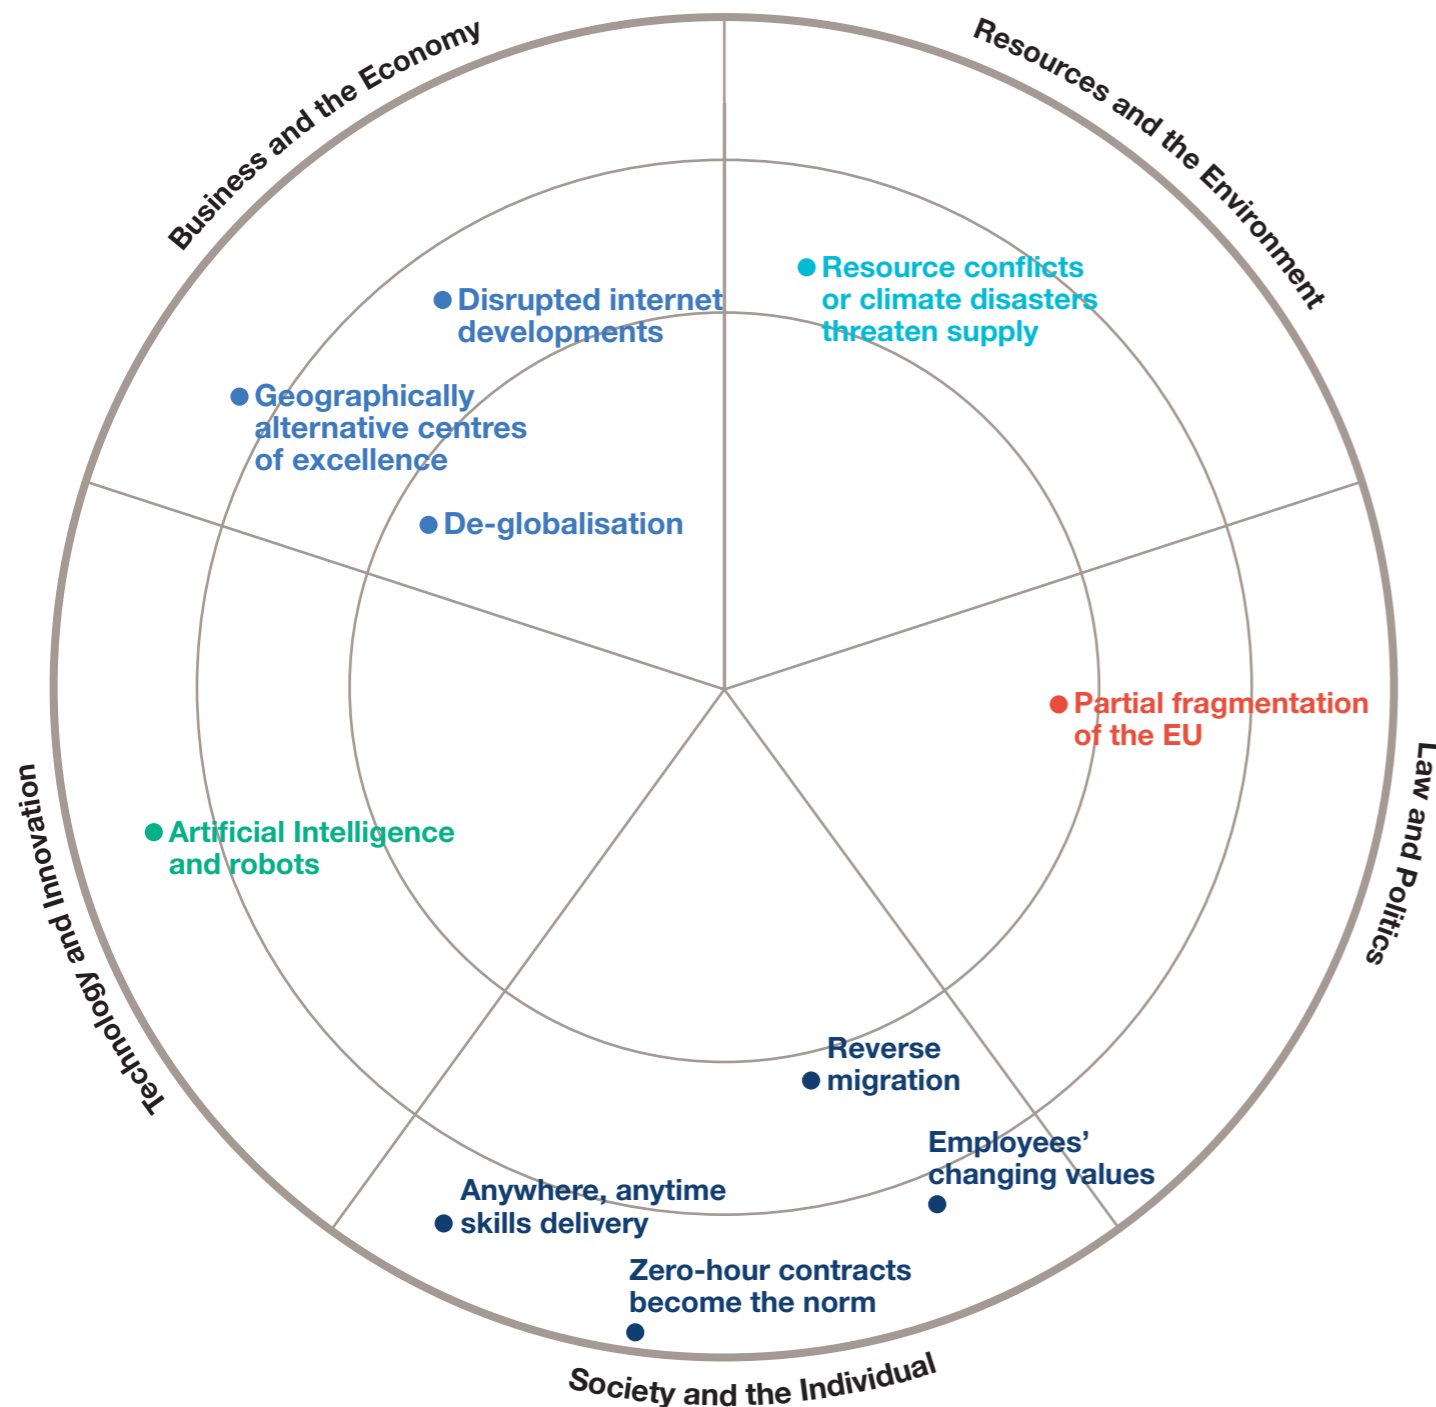 Business and the Economy
Resources and the Environment
Resource conflicts
or climate disasters
threaten supply
Disrupted internet
developments
Geographically
alternative centres
of excellence
De-globalisation
Partial fragmentation
of the EU
Law and Politics
Technology and Innovation
Artificial Intelligence
and robots
Reverse
migration
Employees’
changing values
Anywhere, anytime
skills delivery
Zero-hour contracts
become the norm
Society and the Individual